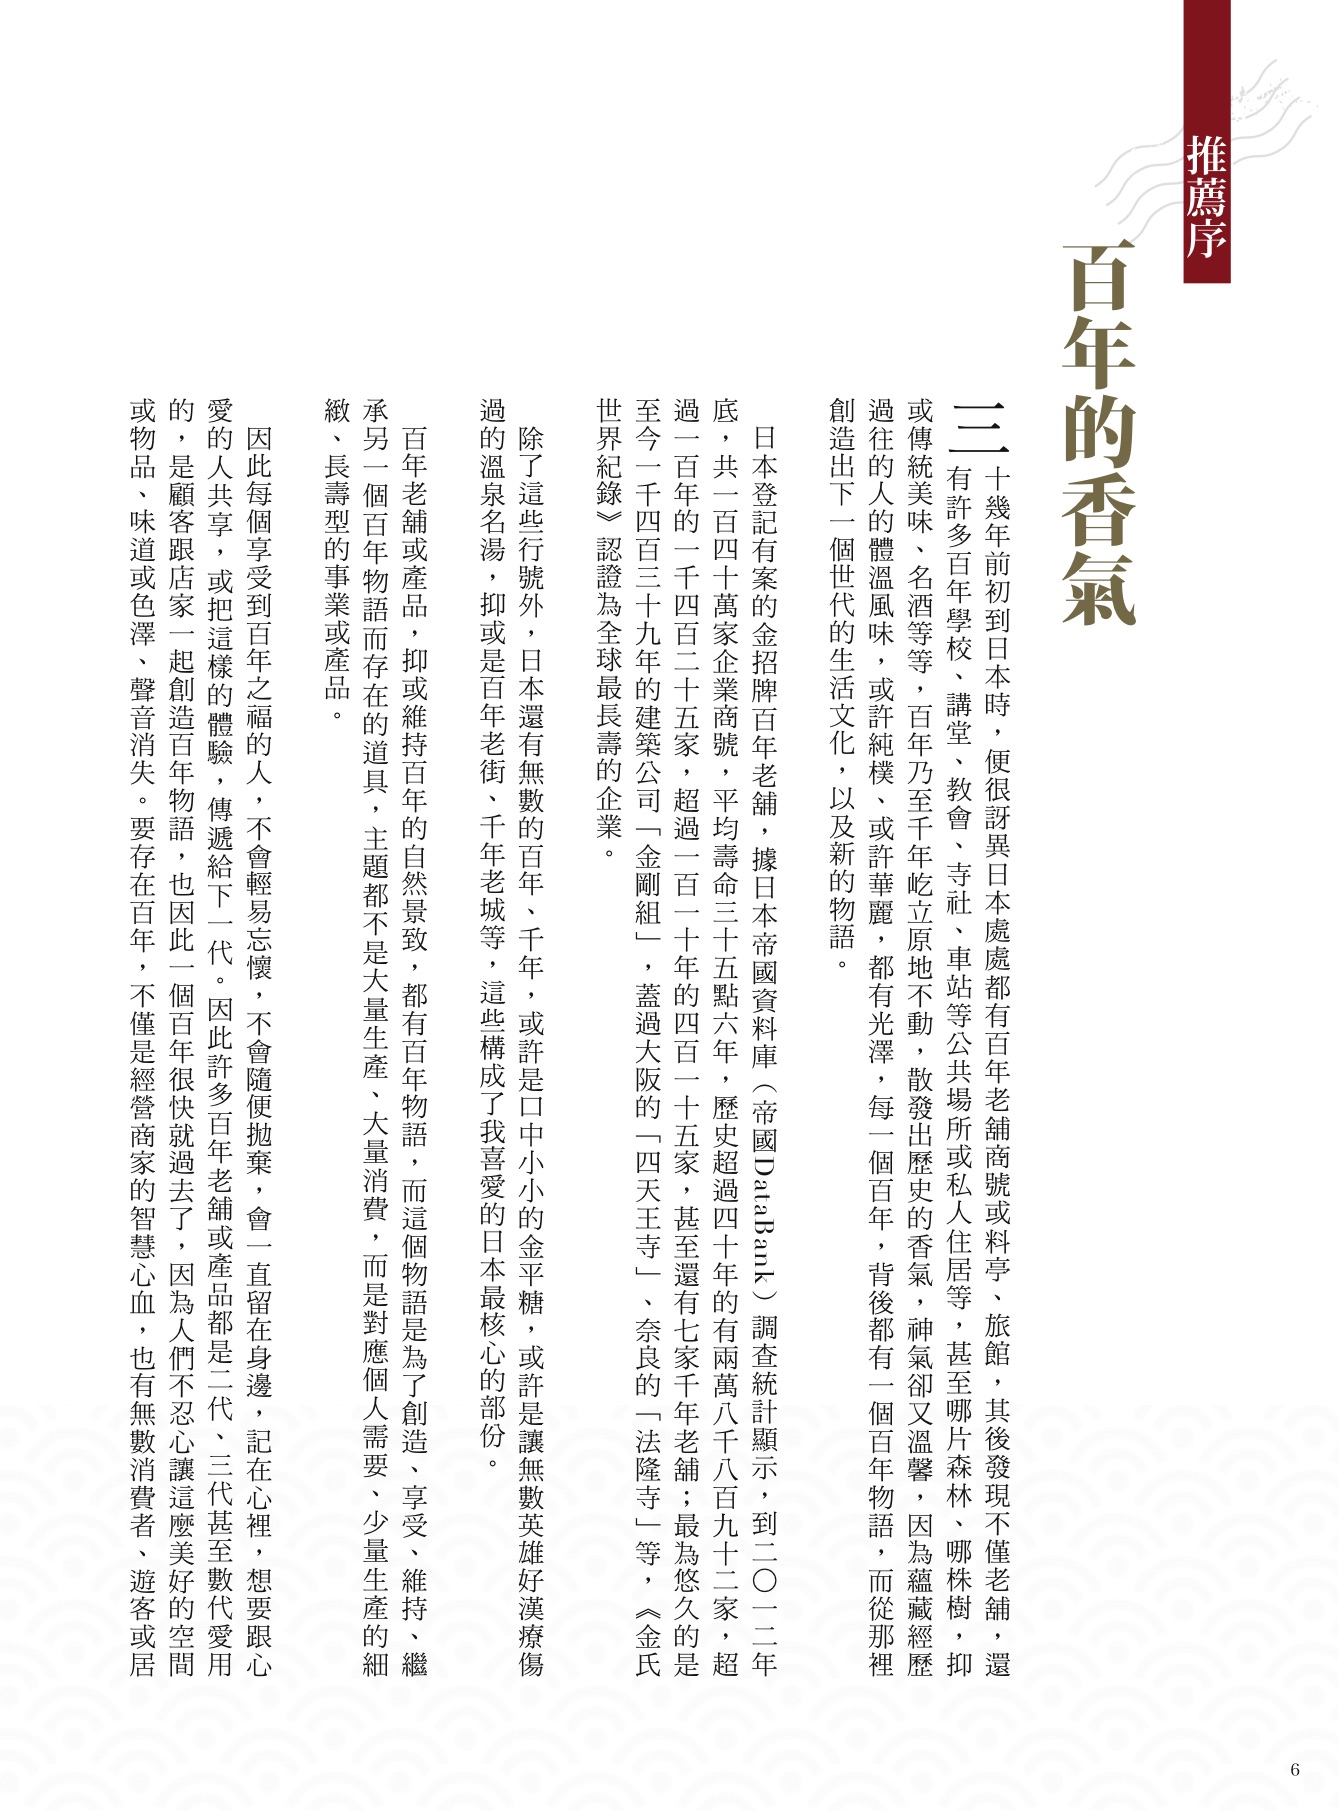 推薦序
百年的香氣
三十幾年前初到日本時，便很訝異日本處處都有百年老舖商號或料亭、旅館，其後發現不僅老舖，還
有許多百年學校、講堂、教會、寺社、車站等公共場所或私人住居等，甚至哪片森林、哪株樹，抑
或傳統美味、名酒等等，百年乃至千年屹立原地不動，散發出歷史的香氣，神氣卻又溫馨，因為蘊藏經歷
過往的人的體溫風味，或許純樸、或許華麗，都有光澤，每一個百年，背後都有一個百年物語，而從那裡
創造出下一個世代的生活文化，以及新的物語。
日本登記有案的金招牌百年老舖，據日本帝國資料庫（帝國DataBank）調查統計顯示，到二〇一二年
底，共一百四十萬家企業商號，平均壽命三十五點六年，歷史超過四十年的有兩萬八千八百九十二家，超
過一百年的一千四百二十五家，超過一百一十年的四百一十五家，甚至還有七家千年老舖；最為悠久的是
至今一千四百三十九年的建築公司「金剛組」，蓋過大阪的「四天王寺」、奈良的「法隆寺」等，《金氏
世界紀錄》認證為全球最長壽的企業。
除了這些行號外，日本還有無數的百年、千年，或許是口中小小的金平糖，或許是讓無數英雄好漢療傷
過的溫泉名湯，抑或是百年老街、千年老城等，這些構成了我喜愛的日本最核心的部份。
百年老舖或產品，抑或維持百年的自然景致，都有百年物語，而這個物語是為了創造、享受、維持、繼
承另一個百年物語而存在的道具，主題都不是大量生產、大量消費，而是對應個人需要、少量生產的細
緻、長壽型的事業或產品。
因此每個享受到百年之福的人，不會輕易忘懷，不會隨便拋棄，會一直留在身邊，記在心裡，想要跟心
愛的人共享，或把這樣的體驗，傳遞給下一代。因此許多百年老舖或產品都是二代、三代甚至數代愛用
的，是顧客跟店家一起創造百年物語，也因此一個百年很快就過去了，因為人們不忍心讓這麼美好的空間
或物品、味道或色澤、聲音消失。要存在百年，不僅是經營商家的智慧心血，也有無數消費者、遊客或居
6